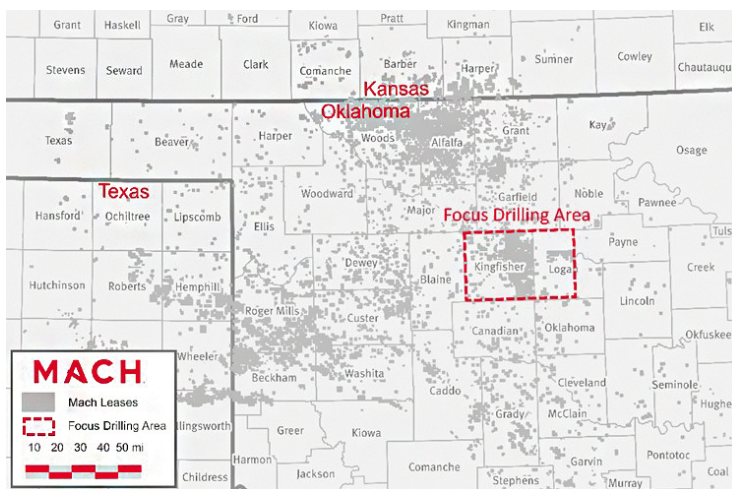 Grant
Haskell
Gray
Ford
Kiowa
Pratt
Kingman
Elk
Stevens
Seward
Meade
Clark
Comanche
Barber
Harper
Sumner
Cowley
Chautauqu
Kansas
Oklahoma
Texas
Beaver
Harper
Woods
Alfalfa
Grant
Kay
Osage
Texas
Hansford
Ochiltree
Lipscomb
Ellis
Woodward
Major
Garfield
Noble
Pawnee
Focus Drilling Area
Hutchinson
Roberts
Hemphill
Dewey
Blaine
Kingfisher
Loga
Payne
Tuls
Creek
Roger Mills
Custer
Lincoln
Canadian
Oklahoma
Okfuskee
Wheeler
Beckham
Washita
Caddo
Cleveland
Seminole
Hughe
Grady
McClain
llingsworth
Greer
Kiowa
Harmon
Jackson
Comanche
Garvin
Pontotoc
Childress
Stephens
Murray
Coal
MACH
Mach Leases
Focus Drilling Area
10 20 30 40 50 mi